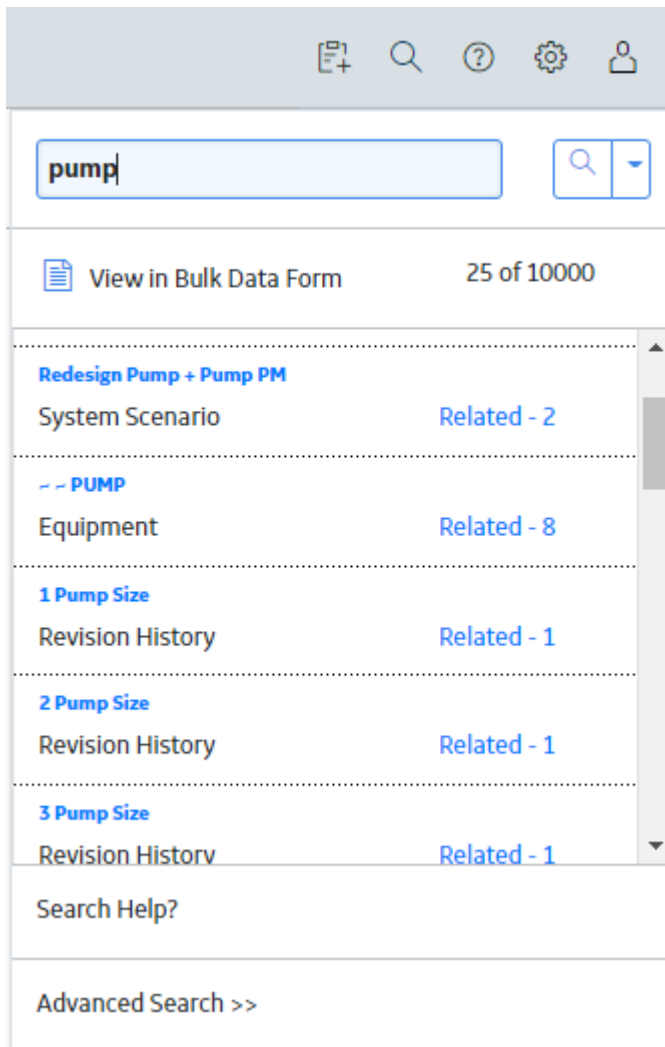 pump
View in Bulk Data Form 25 of 10000
Redesign Pump + Pump PM
System Scenario Related - 2
~ ~ PUMP
Equipment Related - 8
1 Pump Size
Revision History Related - 1
2 Pump Size
Revision History Related - 1
3 Pump Size
Revision History Related - 1
Search Help?
Advanced Search >>